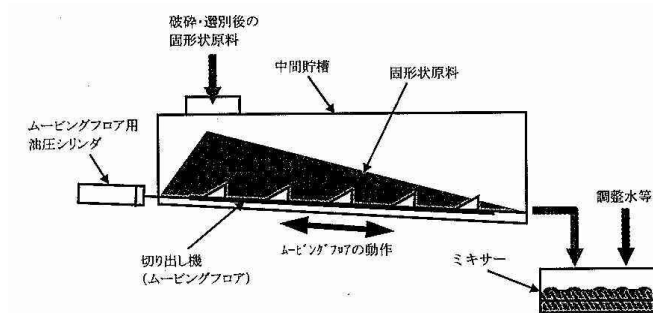 破砕・選別後の
固形状原料
中間貯槽
固形状原料
ムービングフロア用
油圧シリンダ
調整水等
切り出し機
(ムービングフロア)
ムービングフロアの動作
ミキサー